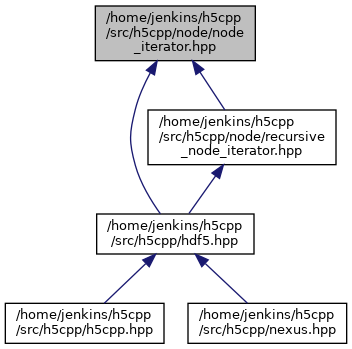 /home/jenkins/h5cpp
/src/h5cpp/node/node
_iterator.hpp
/home/jenkins/h5cpp
/src/h5cpp/node/recursive
_node_iterator.hpp
/home/jenkins/h5cpp
/src/h5cpp/hdf5.hpp
/home/jenkins/h5cpp
/src/h5cpp/h5cpp.hpp
/home/jenkins/h5cpp
/src/h5cpp/nexus.hpp